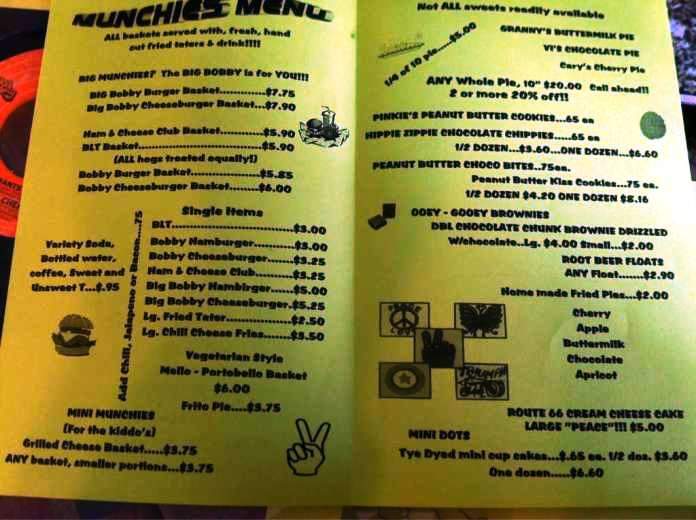 MUNCHIES MENU
ALL baskets served with, fresh, hand
cut fried taters & drink!!!!
BIG MUNCHIES? The BIG BOBBY is for YOU!!!!
Big Bobby Burger Basket............$7.75
Big Bobby Cheeseburger Basket...$7.90
Ham & Cheese Club Basket..........$5.90
BLT Basket.........................$5.90
(ALL hogs treated equally!)
Bobby Burger Basket..................$5.85
Bobby Cheeseburger Basket........$6.00
Single Items
BLT...............................$3.00
Bobby Hamburger............$3.00
Bobby Cheeseburger........$3.25
Ham & Cheese Club..........$3.25
Big Bobby Hambirger......$5.00
Big Bobby Cheeseburger.$5.25
Lg. Fried Tater...............$2.50
Lg. Chili Cheese Fries.......$3.50
Variety Soda,
Bottled water,
coffee, Sweet and
Unsweet T...$.95
Add Chili, Jalapeno or Bacon....75
Vegetarian Style
Mello - Portobello Basket
$6.00
Frito Pie....$3.75
MINI MUNCHIES
(For the kiddo's)
Grilled Cheese Basket.....$3.75
ANY basket, smaller portions...$3.75
Not ALL sweets readily available
1/4 of 10 pie.....$5.00
GRANNY'S BUTTERMILK PIE
VI'S CHOCOLATE PIE
Cary's Cherry Pie
ANY Whole Pie, 10" $20.00 Call ahead!!
2 or more 20% off!!
PINKIE'S PEANUT BUTTER COOKIES...65 ea
HIPPIE ZIPPIE CHOCOLATE CHIPPIES.....65 ea
1/2 DOZEN...$3.60...ONE DOZEN...$6.60
PEANUT BUTTER CHOCO BITES..75ea.
Peanut Butter Kiss Cookies...75 ea.
1/2 DOZEN $4.20 ONE DOZEN $8.16
OOEY - GOOEY BROWNIES
DBL CHOCOLATE CHUNK BROWNIE DRIZZLED
W/chocolate..Lg. $4.00 Small...$2.00
ROOT BEER FLOATS
ANY Float.......$2.90
Home made Fried Pies...$2.00
Cherry
Apple
Buttermilk
Chocolate
Apricot
ROUTE 66 CREAM CHEESE CAKE
LARGE "PEACE"!!! $5.00
MINI DOTS
Tye Dyed mini cup cakes...$.65 ea. 1/2 doz. $3.60
One dozen.....$6.60